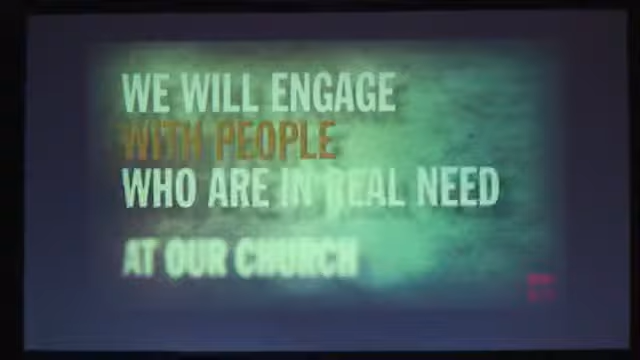 WE WILL ENGAGE
WITH PEOPLE
WHO ARE IN REAL NEED
AT OUR CHURCH